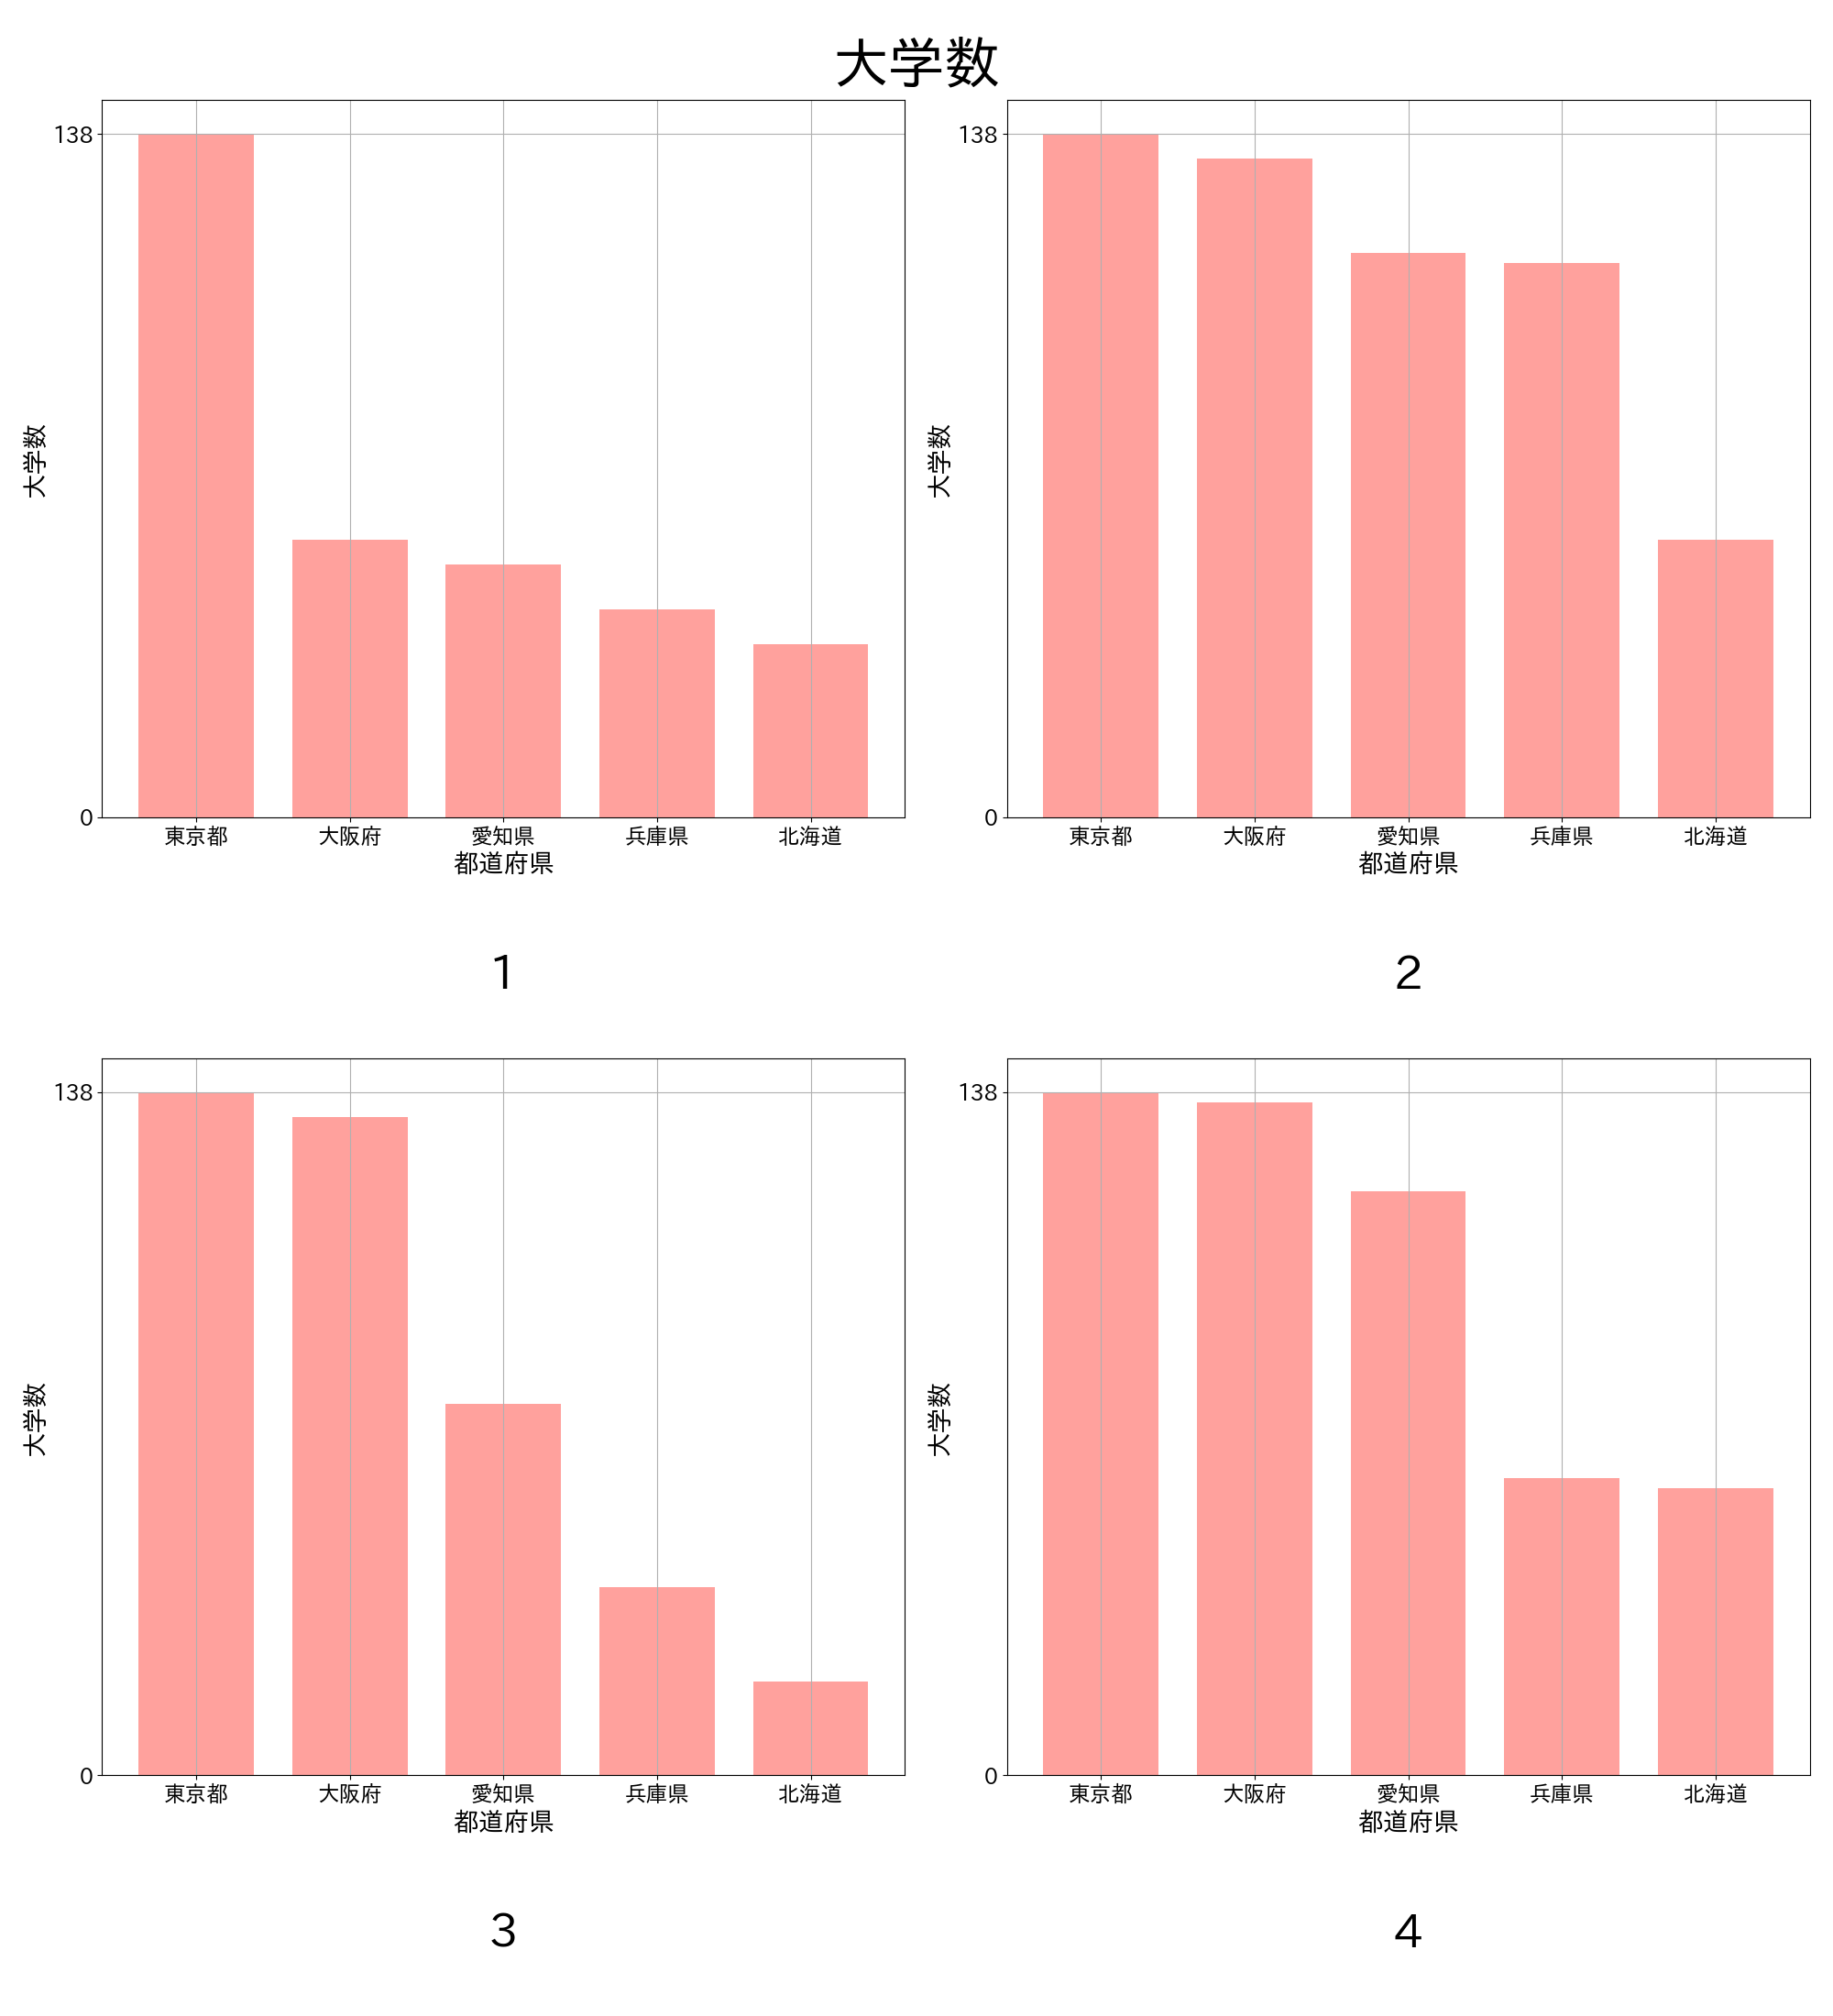 大学数
138
0
大学数
東京都 大阪府 愛知県 兵庫県 北海道
都道府県
1
138
0
大学数
東京都 大阪府 愛知県 兵庫県 北海道
都道府県
2
138
0
大学数
東京都 大阪府 愛知県 兵庫県 北海道
都道府県
3
138
0
大学数
東京都 大阪府 愛知県 兵庫県 北海道
都道府県
4